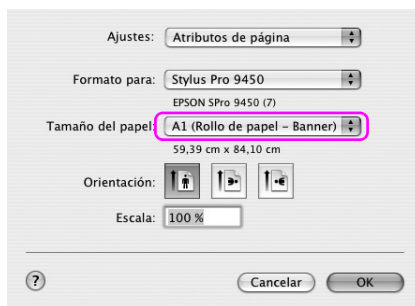 Ajustes: Atributos de página
Formato para: Stylus Pro 9450
EPSON SPro 9450 (7)
Tamaño del papel: A1 (Rollo de papel – Banner)
59,39 cm x 84,10 cm
Orientación:
Escala: 100 %
? Cancelar OK